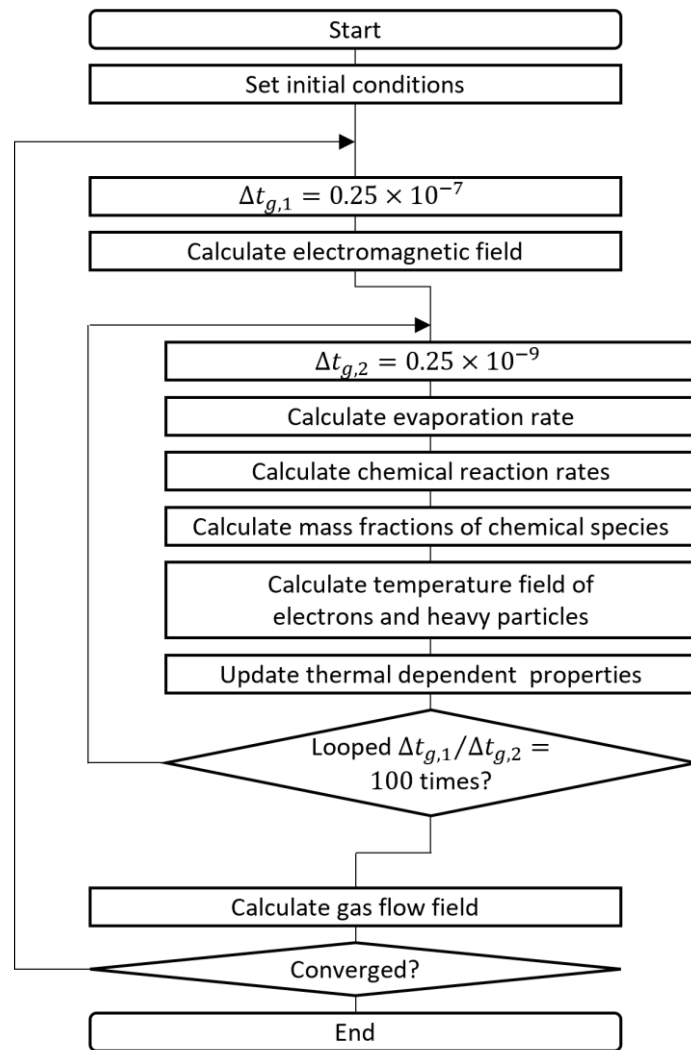 Start
Set initial conditions
Δt_{g,1} = 0.25 × 10^{−7}
Calculate electromagnetic field
Δt_{g,2} = 0.25 × 10^{−9}
Calculate evaporation rate
Calculate chemical reaction rates
Calculate mass fractions of chemical species
Calculate temperature field of
electrons and heavy particles
Update thermal dependent properties
Looped Δt_{g,1}/Δt_{g,2} =
100 times?
Calculate gas flow field
Converged?
End